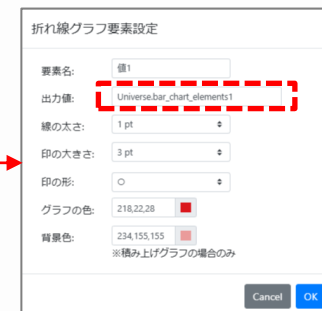 折れ線グラフ要素設定
要素名: 値1
出力値: Universe.bar_chart_elements1
線の太さ: 1 pt
印の大きさ: 3 pt
印の形: ○
グラフの色: 218,22,28
背景色: 234,155,155
※積み上げグラフの場合のみ
Cancel OK